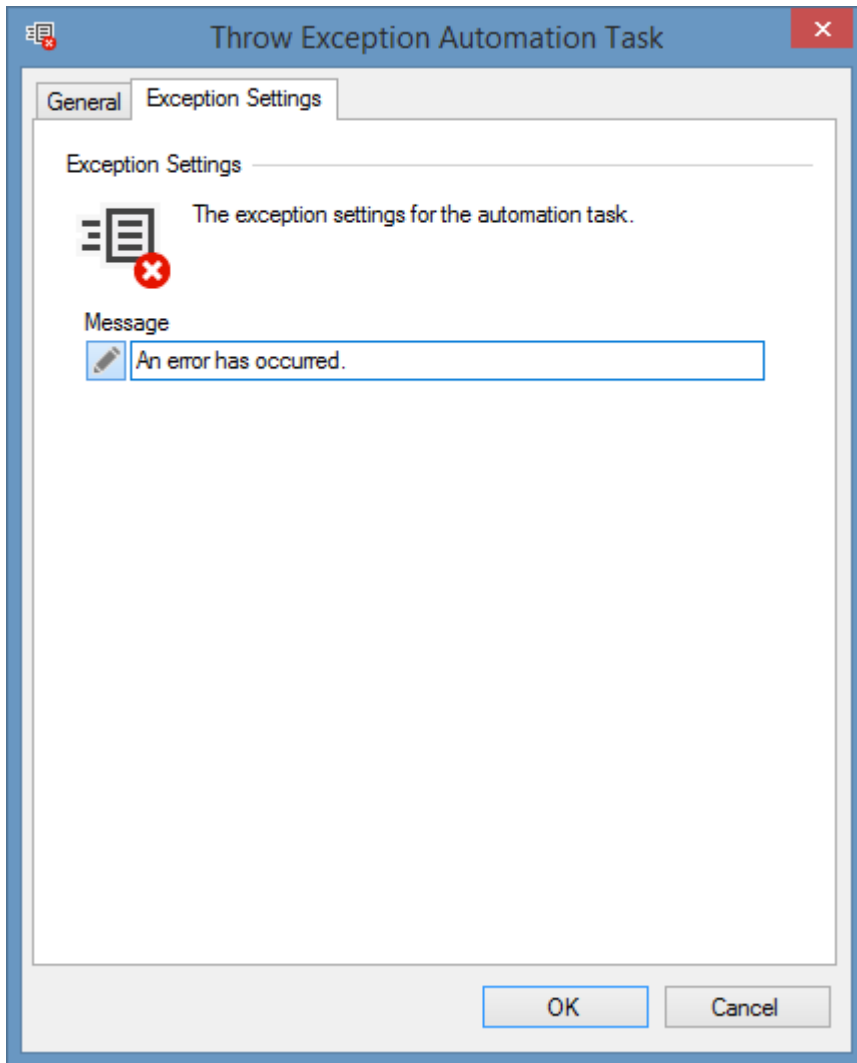 Throw Exception Automation Task
General
Exception Settings
Exception Settings
The exception settings for the automation task.
Message
An error has occurred.
OK
Cancel